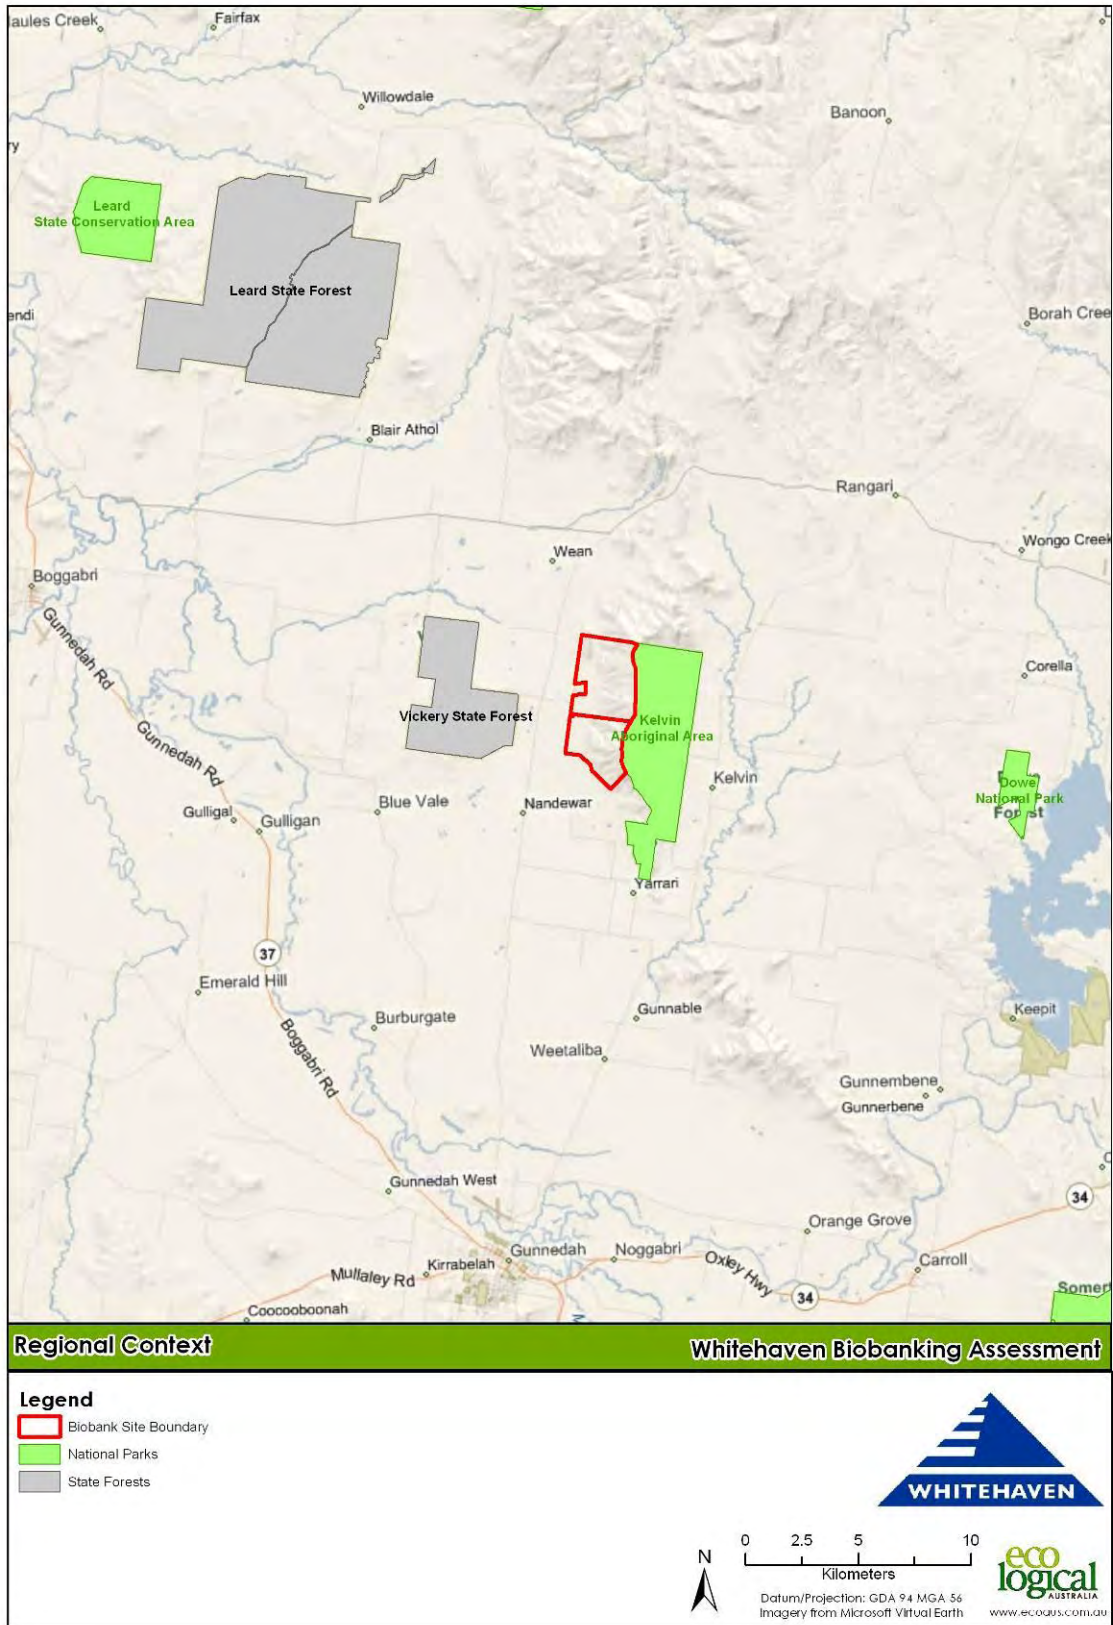 Maules Creek
Fairfax
Willowdale
Banoon
ry
Leard
State Conservation Area
Leard State Forest
endi
Borah Cree
Blair Athol
Rangari
Wean
Wongo Creek
Boggabri
Gunnedah Rd
Corella
Vickery State Forest
Kelvin
Aboriginal Area
Gunnedah Rd
Kelvin
Dowe
National Park
Forest
Blue Vale
Nandewar
Gulligal
Gulligan
Yarrari
37
Emerald Hill
Gunnable
Keepit
Burburgate
Boggabri Rd
Weetaliba
Gunnembene
Gunnerbene
Gunnedah West
34
Orange Grove
Gunnedah
Noggabri
Oxley Hwy
Carroll
Kirrabelah
Mullaley Rd
34
Somert
Coocooboonah
Regional Context
Whitehaven Biobanking Assessment
Legend
Biobank Site Boundary
National Parks
State Forests
WHITEHAVEN
N
0 2.5 5 10
Kilometers
Datum/Projection: GDA 94 MGA 56
Imagery from Microsoft Virtual Earth
eco
logical
AUSTRALIA
www.ecoaus.com.au